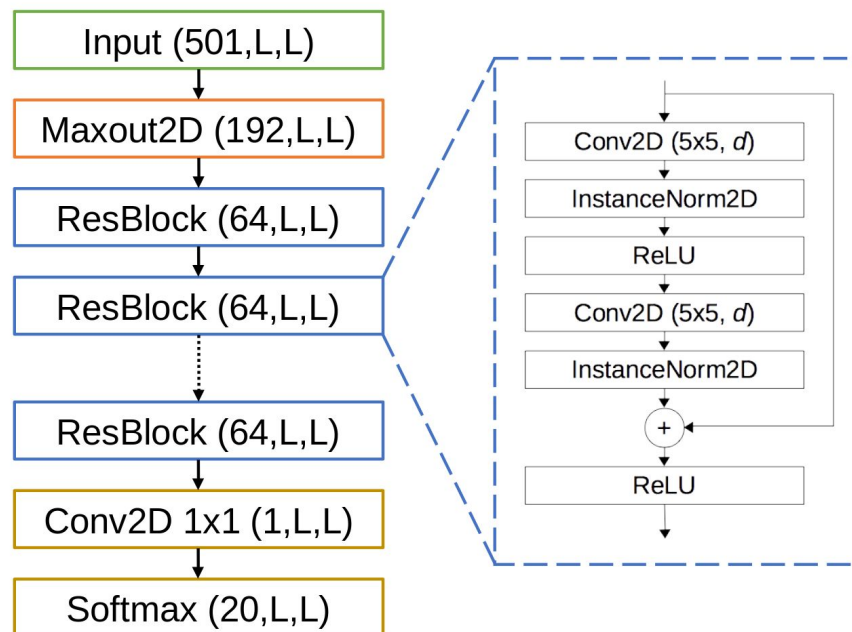 Input (501,L,L)
Maxout2D (192,L,L)
ResBlock (64,L,L)
ResBlock (64,L,L)
ResBlock (64,L,L)
Conv2D 1x1 (1,L,L)
Softmax (20,L,L)
Conv2D (5x5, d)
InstanceNorm2D
ReLU
Conv2D (5x5, d)
InstanceNorm2D
+
ReLU